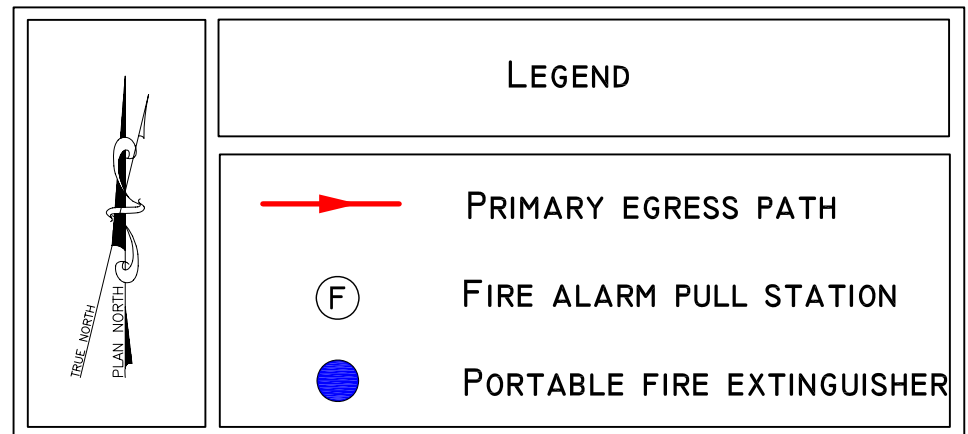 LEGEND
TRUE NORTH
PLAN NORTH
PRIMARY EGRESS PATH
F
FIRE ALARM PULL STATION
PORTABLE FIRE EXTINGUISHER